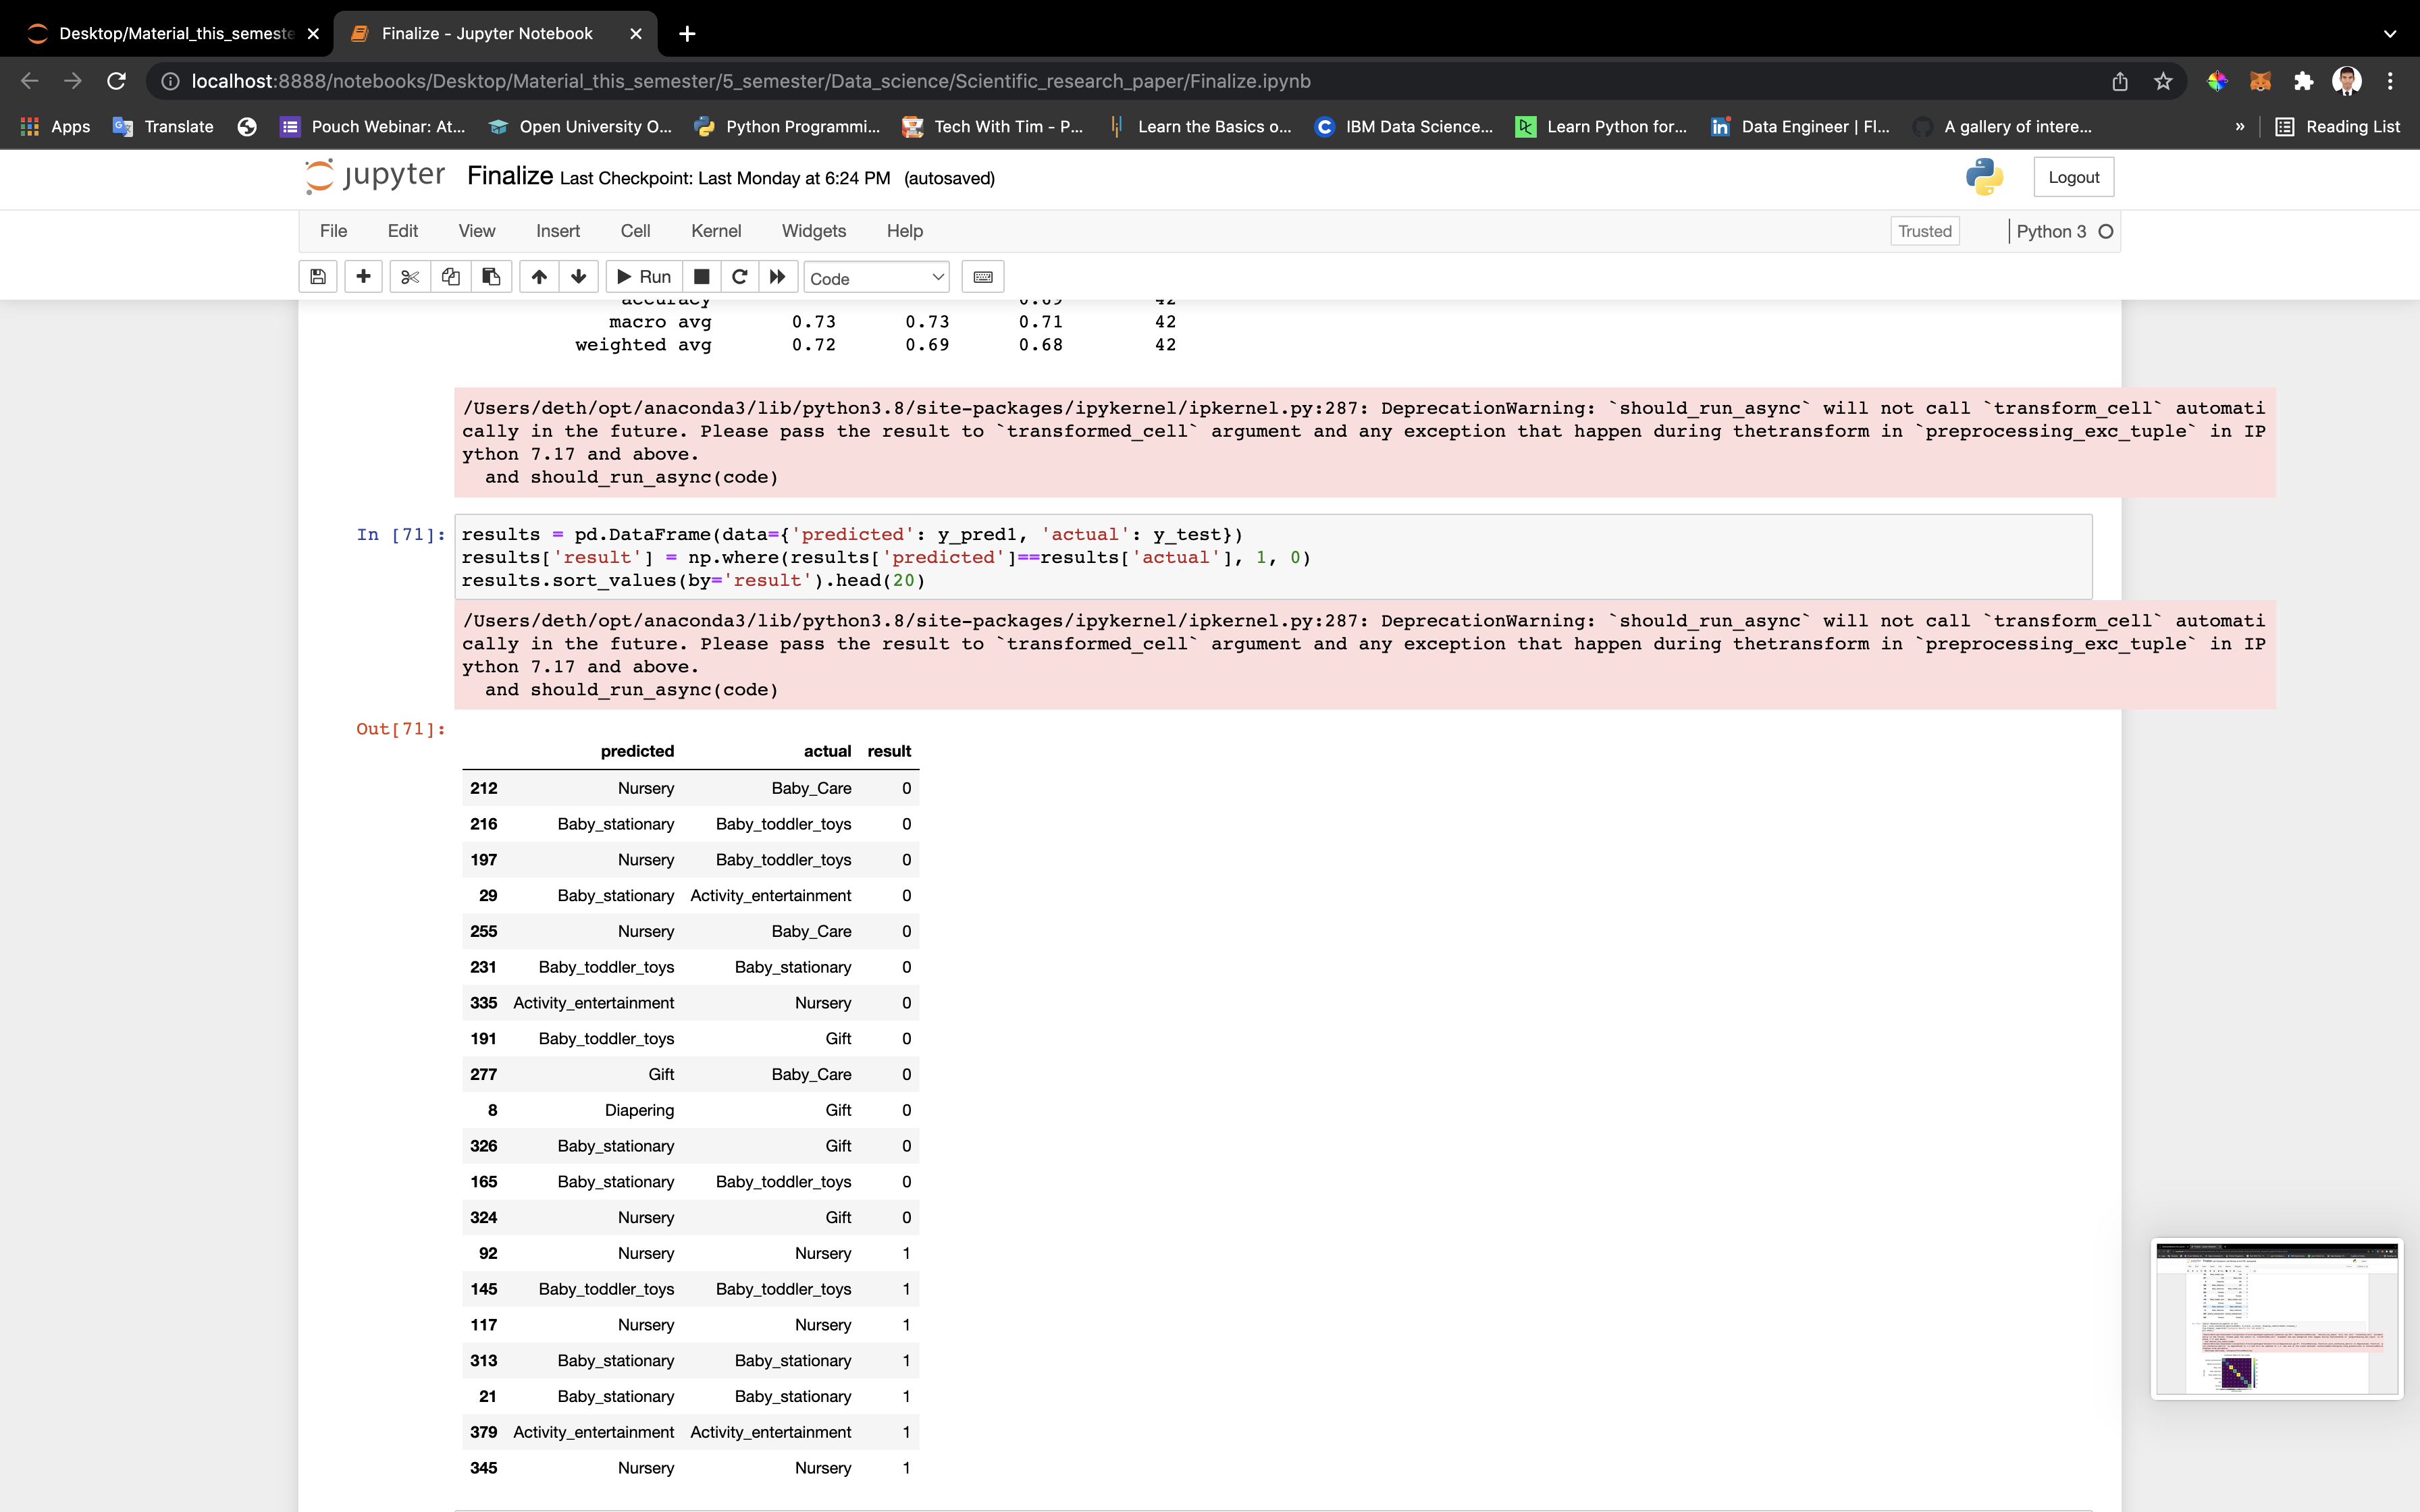 Desktop/Material_this_semeste
Finalize - Jupyter Notebook
localhost:8888/notebooks/Desktop/Material_this_semester/5_semester/Data_science/Scientific_research_paper/Finalize.ipynb
Apps Translate Pouch Webinar: At... Open University O... Python Programmi... Tech With Tim - P... Learn the Basics o... IBM Data Science... Learn Python for... Data Engineer | Fl... A gallery of intere... » Reading List
jupyter Finalize Last Checkpoint: Last Monday at 6:24 PM (autosaved)
Logout
File Edit View Insert Cell Kernel Widgets Help
Trusted Python 3
Run Code
accuracy 0.69 42
macro avg 0.73 0.73 0.71 42
weighted avg 0.72 0.69 0.68 42
/Users/deth/opt/anaconda3/lib/python3.8/site-packages/ipykernel/ipkernel.py:287: DeprecationWarning: `should_run_async` will not call `transform_cell` automati
cally in the future. Please pass the result to `transformed_cell` argument and any exception that happen during thetransform in `preprocessing_exc_tuple` in IP
ython 7.17 and above.
and should_run_async(code)
In [71]: results = pd.DataFrame(data={'predicted': y_pred1, 'actual': y_test})
results['result'] = np.where(results['predicted']==results['actual'], 1, 0)
results.sort_values(by='result').head(20)
/Users/deth/opt/anaconda3/lib/python3.8/site-packages/ipykernel/ipkernel.py:287: DeprecationWarning: `should_run_async` will not call `transform_cell` automati
cally in the future. Please pass the result to `transformed_cell` argument and any exception that happen during thetransform in `preprocessing_exc_tuple` in IP
ython 7.17 and above.
and should_run_async(code)
Out[71]:
predicted actual result
212 Nursery Baby_Care 0
216 Baby_stationary Baby_toddler_toys 0
197 Nursery Baby_toddler_toys 0
29 Baby_stationary Activity_entertainment 0
255 Nursery Baby_Care 0
231 Baby_toddler_toys Baby_stationary 0
335 Activity_entertainment Nursery 0
191 Baby_toddler_toys Gift 0
277 Gift Baby_Care 0
8 Diapering Gift 0
326 Baby_stationary Gift 0
165 Baby_stationary Baby_toddler_toys 0
324 Nursery Gift 0
92 Nursery Nursery 1
145 Baby_toddler_toys Baby_toddler_toys 1
117 Nursery Nursery 1
313 Baby_stationary Baby_stationary 1
21 Baby_stationary Baby_stationary 1
379 Activity_entertainment Activity_entertainment 1
345 Nursery Nursery 1